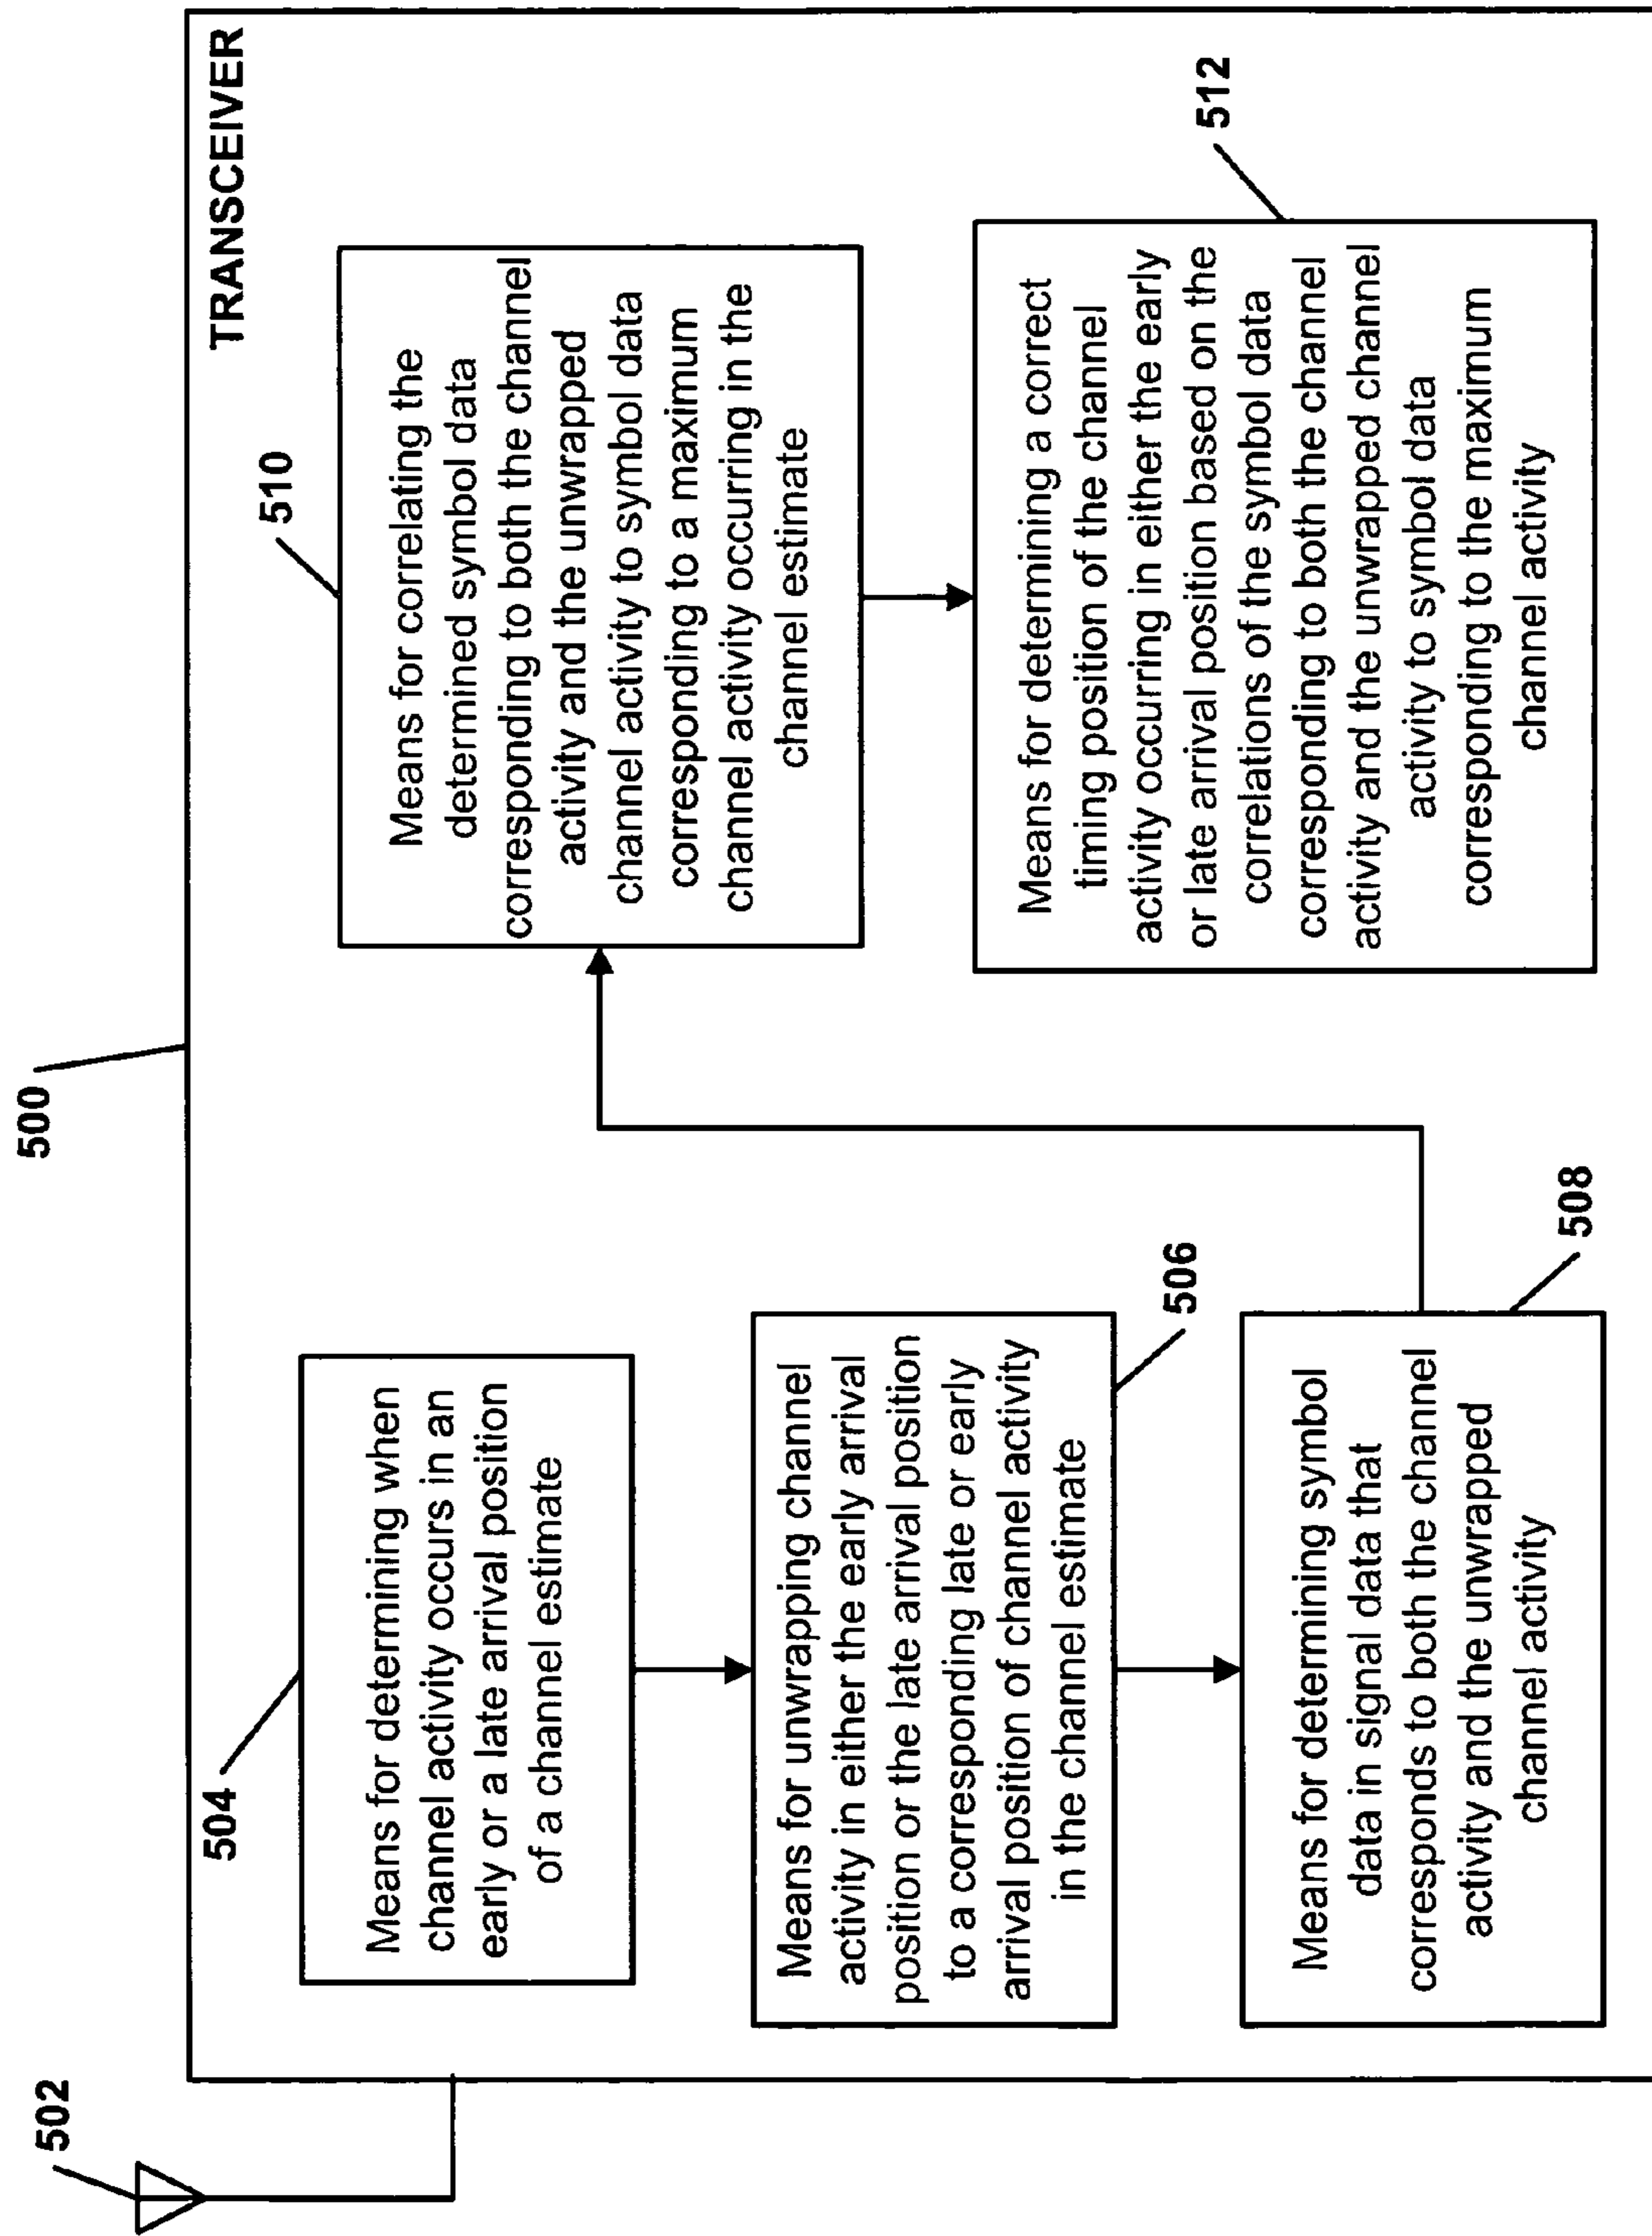 500
502
TRANSCEIVER
504
Means for determining when
channel activity occurs in an
early or a late arrival position
of a channel estimate
Means for unwrapping channel
activity in either the early arrival
position or the late arrival position
to a corresponding late or early
arrival position of channel activity
in the channel estimate
506
Means for determining symbol
data in signal data that
corresponds to both the channel
activity and the unwrapped
channel activity
508
510
Means for correlating the
determined symbol data
corresponding to both the channel
activity and the unwrapped
channel activity to symbol data
corresponding to a maximum
channel activity occurring in the
channel estimate
512
Means for determining a correct
timing position of the channel
activity occurring in either the early
or late arrival position based on the
correlations of the symbol data
corresponding to both the channel
activity and the unwrapped channel
activity to symbol data
corresponding to the maximum
channel activity